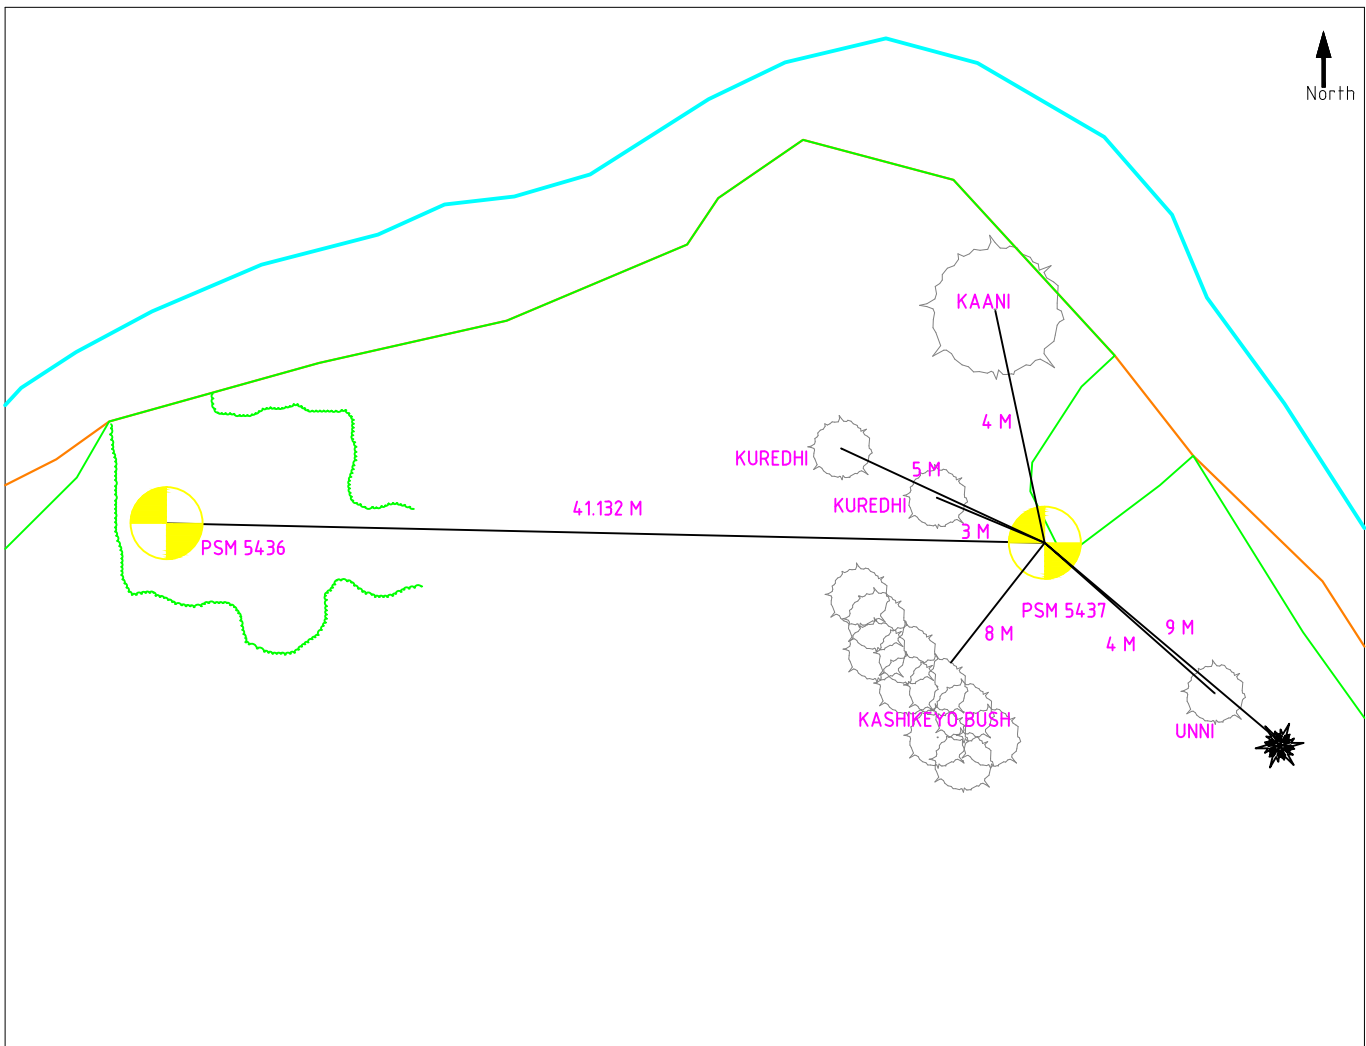 North
KAANI
4 M
KUREDHI
5 M
KUREDHI
41.132 M
3 M
PSM 5436
PSM 5437
9 M
8 M
4 M
KASHIKEYO BUSH
UNNI